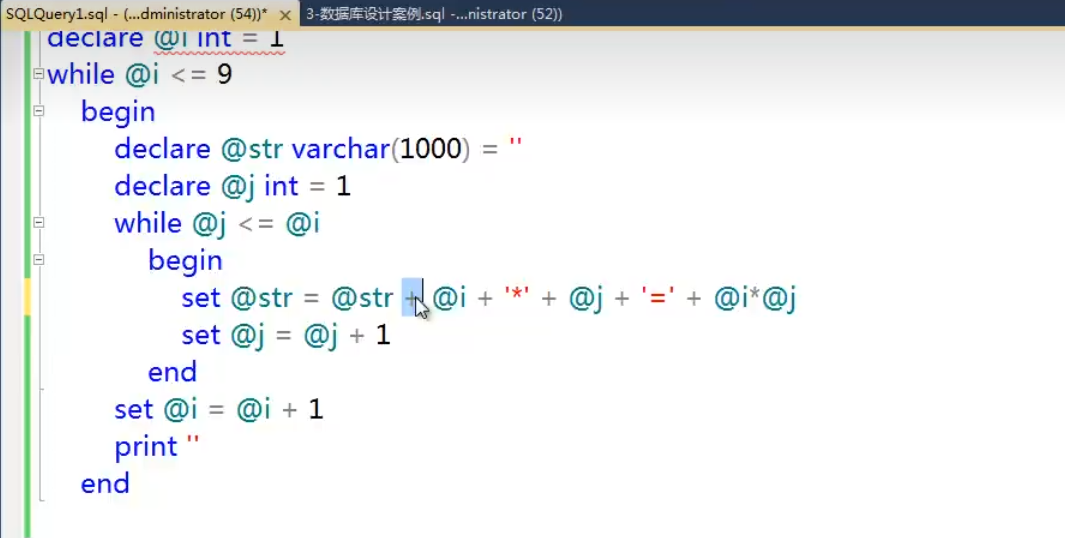 SQLQuery1.sql - (...dministrator (54))* × 3-数据库设计案例.sql -...nistrator (52))
declare @i int = 1
while @i <= 9
begin
declare @str varchar(1000) = ''
declare @j int = 1
while @j <= @i
begin
set @str = @str + @i + '*' + @j + '=' + @i*@j
set @j = @j + 1
end
set @i = @i + 1
print ''
end